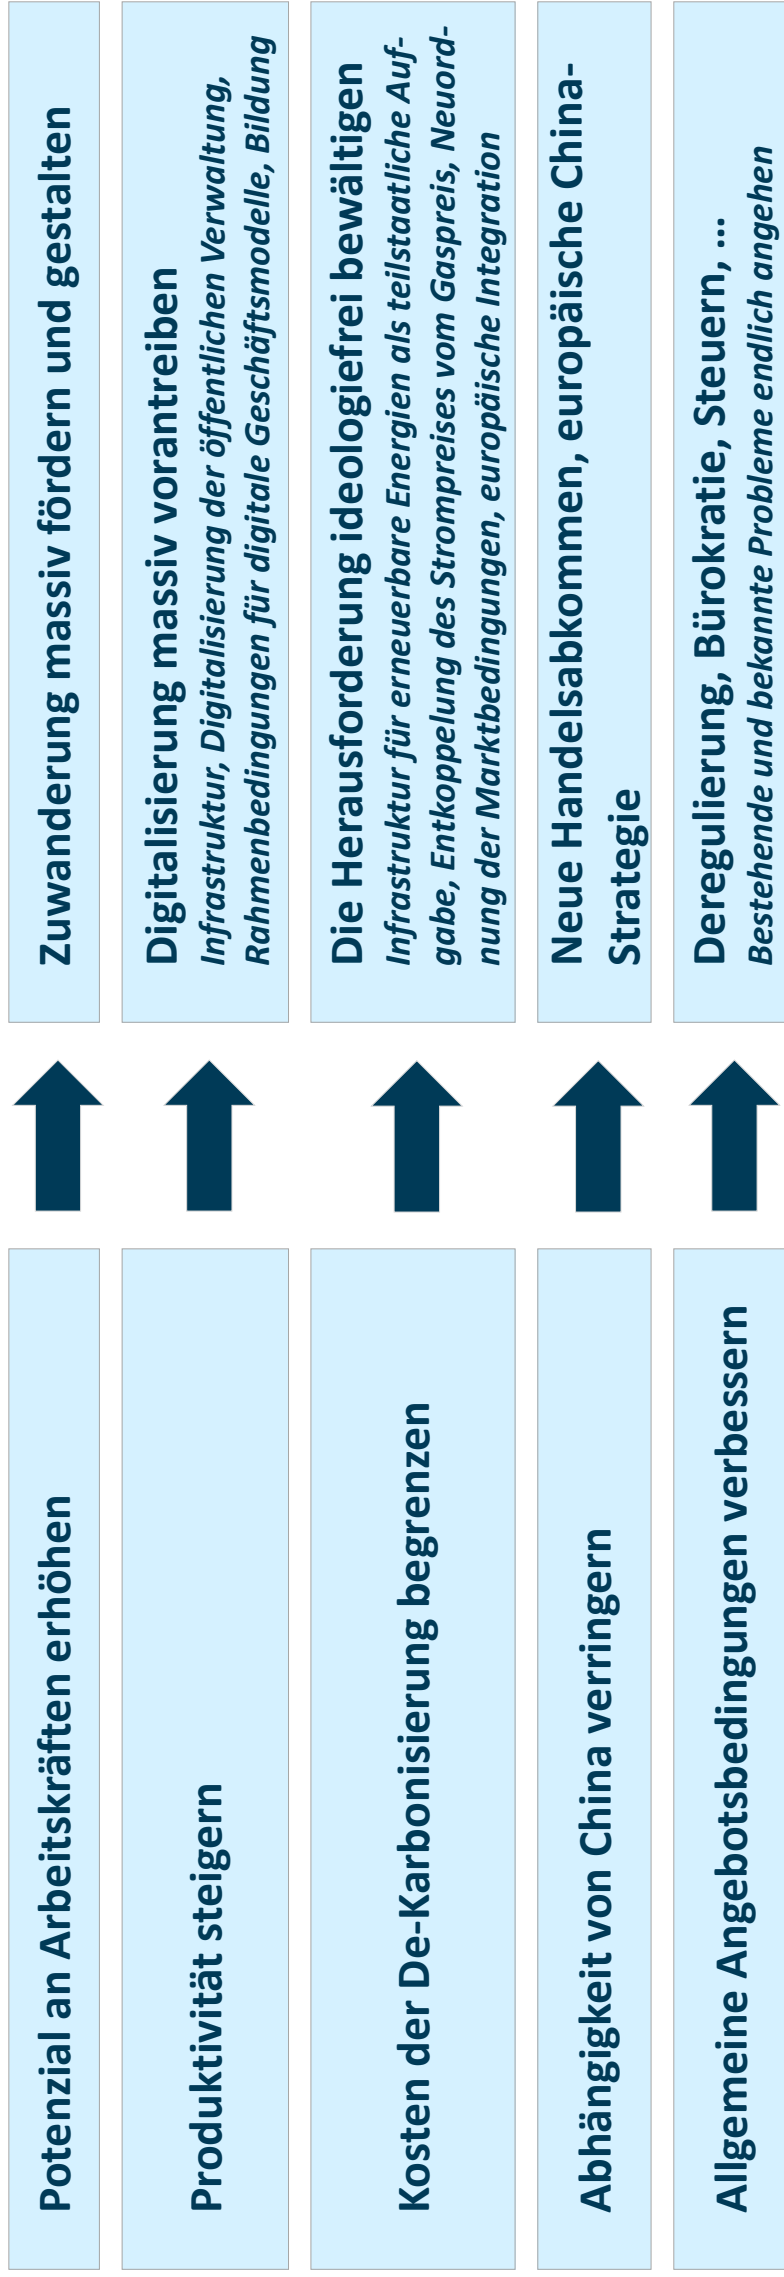 Potenzial an Arbeitskräften erhöhen
Zuwanderung massiv fördern und gestalten
Produktivität steigern
Digitalisierung massiv vorantreiben
Infrastruktur, Digitalisierung der öffentlichen Verwaltung,
Rahmenbedingungen für digitale Geschäftsmodelle, Bildung
Kosten der De-Karbonisierung begrenzen
Die Herausforderung ideologiefrei bewältigen
Infrastruktur für erneuerbare Energien als teilstaatliche Auf-
gabe, Entkoppelung des Strompreises vom Gaspreis, Neuord-
nung der Marktbedingungen, europäische Integration
Abhängigkeit von China verringern
Neue Handelsabkommen, europäische China-
Strategie
Allgemeine Angebotsbedingungen verbessern
Deregulierung, Bürokratie, Steuern, ...
Bestehende und bekannte Probleme endlich angehen